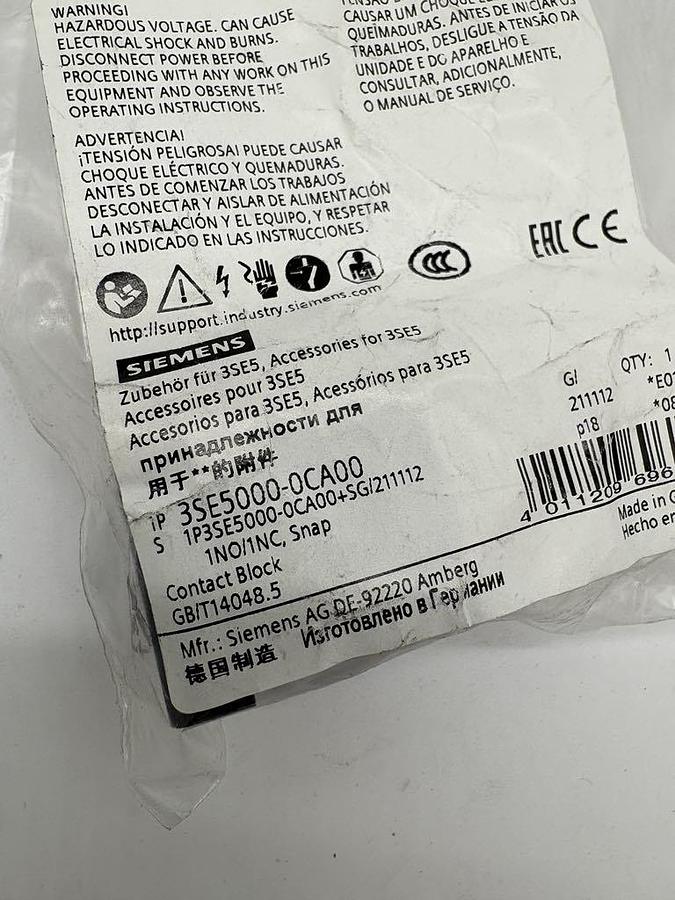 WARNING!
HAZARDOUS VOLTAGE. CAN CAUSE
ELECTRICAL SHOCK AND BURNS.
DISCONNECT POWER BEFORE
PROCEEDING WITH ANY WORK ON THIS
EQUIPMENT AND OBSERVE THE
OPERATING INSTRUCTIONS.
CAUSAR UM CHOQUE
QUEIMADURAS. ANTES DE INICIAR OS
TRABALHOS, DESLIGUE A TENSÃO DA
UNIDADE E DO APARELHO E
CONSULTAR, ADICIONALMENTE,
O MANUAL DE SERVIÇO.
ADVERTENCIA!
¡TENSIÓN PELIGROSA! PUEDE CAUSAR
CHOQUE ELÉCTRICO Y QUEMADURAS.
ANTES DE COMENZAR LOS TRABAJOS
DESCONECTAR Y AISLAR DE ALIMENTACIÓN
LA INSTALACIÓN Y EL EQUIPO, Y RESPETAR
LO INDICADO EN LAS INSTRUCCIONES.
CCC
EAC CE
http://support.industry.siemens.com
SIEMENS
Zubehör für 3SE5, Accessories for 3SE5
Accessoires pour 3SE5
Accesorios para 3SE5, Acessórios para 3SE5
принадлежности для
用于**的附件
1P 3SE5000-0CA00
S 1P3SE5000-0CA00+SG/211112
1NO/1NC, Snap
Contact Block
GB/T14048.5
G/ QTY: 1
211112 *E0
p18 *08
4 011209 696
Made in G
Hecho en
Mfr.: Siemens AG DE-92220 Amberg
德国制造 Изготовлено в Германии